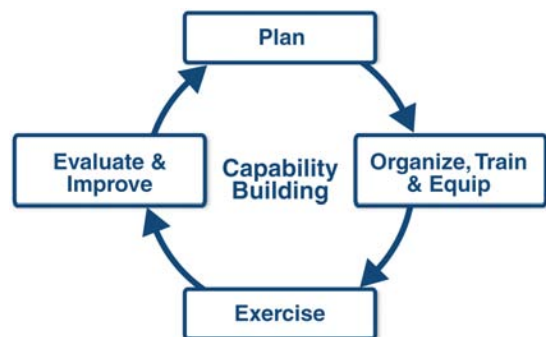 Plan
Evaluate &
Improve
Capability
Building
Organize, Train
& Equip
Exercise